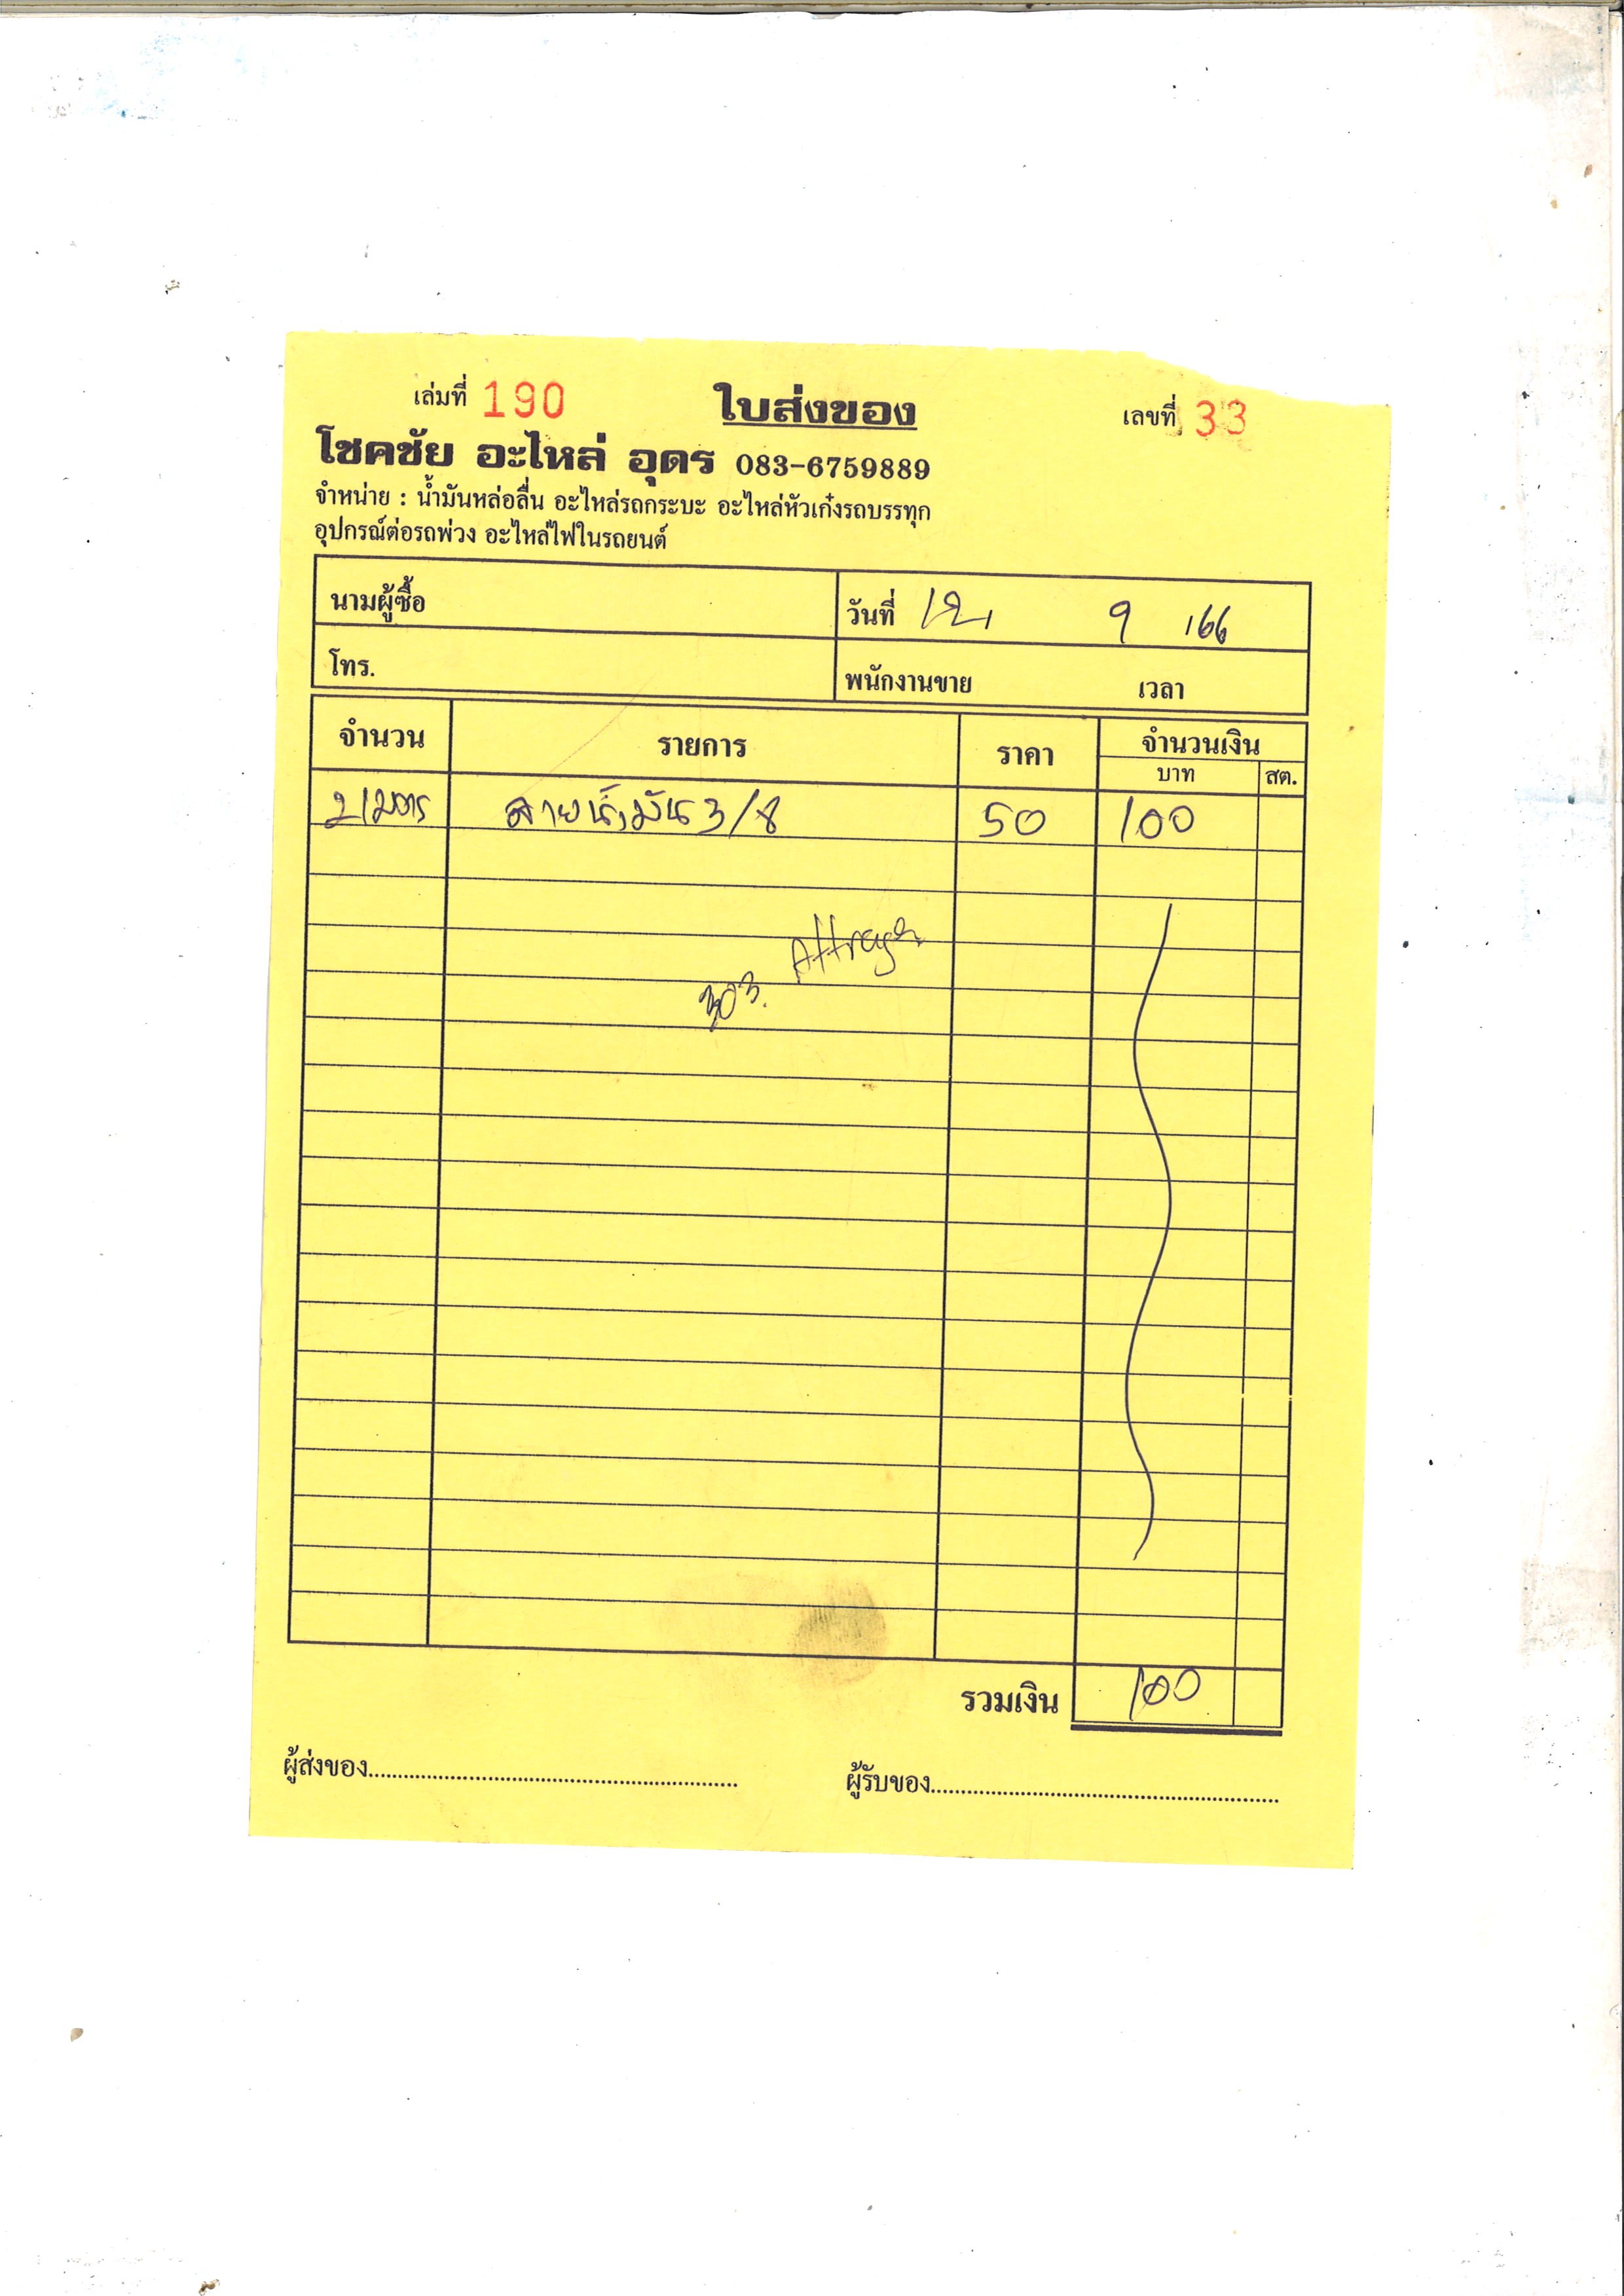 เล่มที่ 190 ใบส่งของ เลขที่ 33
โชคชัย อะไหล่ อุดร 083-6759889
จำหน่าย : น้ำมันหล่อลื่น อะไหล่รถกระบะ อะไหล่หัวเก๋งรถบรรทุก
อุปกรณ์ต่อรถพ่วง อะไหล่ไฟในรถยนต์
นามผู้ซื้อ วันที่ 12 9 66
โทร. พนักงานขาย เวลา
จำนวน รายการ ราคา จำนวนเงิน
บาท สต.
2 เมตร สายน้ำมัน 3/8 50 100
303.
รวมเงิน 100
ผู้ส่งของ ผู้รับของ